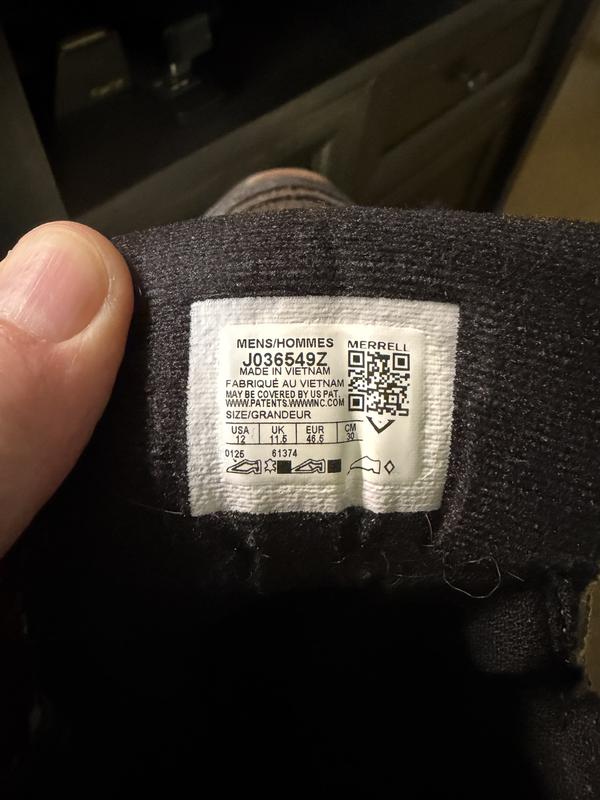 MENS/HOMMES
MERRELL
J036549Z
MADE IN VIETNAM
FABRIQUÉ AU VIETNAM
MAY BE COVERED BY US PAT.
WWW.PATENTS.WWWINC.COM
SIZE/GRANDEUR
USA UK EUR CM
12 11.5 46.5 30
0125 61374